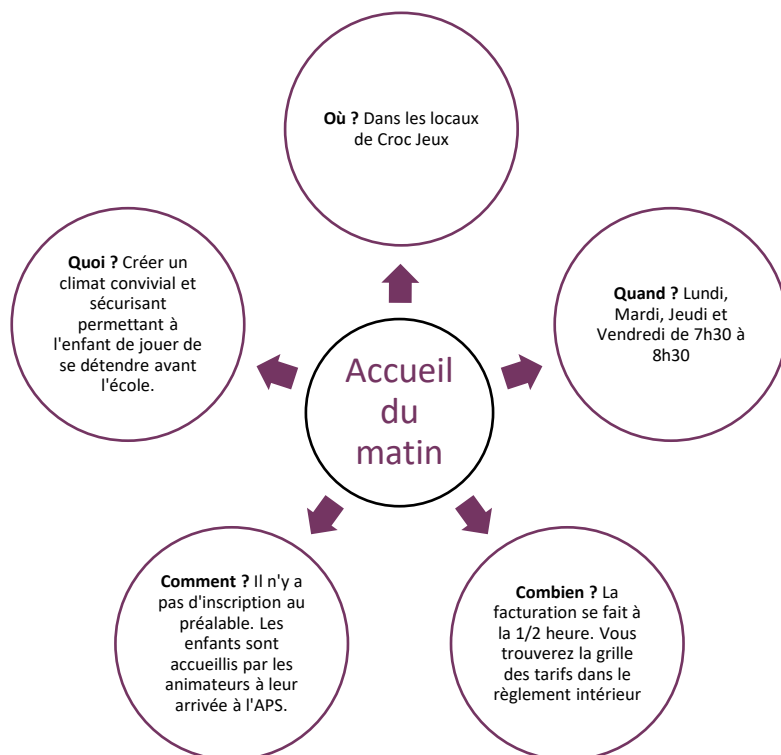 Où ? Dans les locaux
de Croc Jeux
Quoi ? Créer un
climat convivial et
sécurisant
permettant à
l'enfant de jouer de
se détendre avant
l'école.
Quand ? Lundi,
Mardi, Jeudi et
Vendredi de 7h30 à
8h30
Accueil
du
matin
Comment ? Il n'y a
pas d'inscription au
préalable. Les
enfants sont
accueillis par les
animateurs à leur
arrivée à l'APS.
Combien ? La
facturation se fait à
la 1/2 heure. Vous
trouverez la grille
des tarifs dans le
règlement intérieur